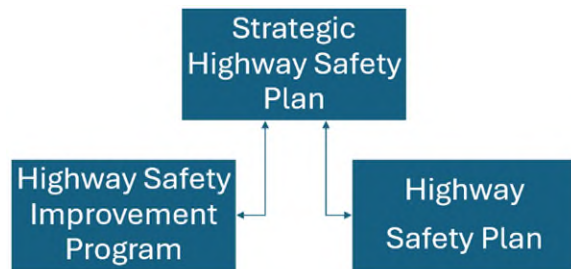 Strategic
Highway Safety
Plan
Highway Safety
Improvement
Program
Highway
Safety Plan